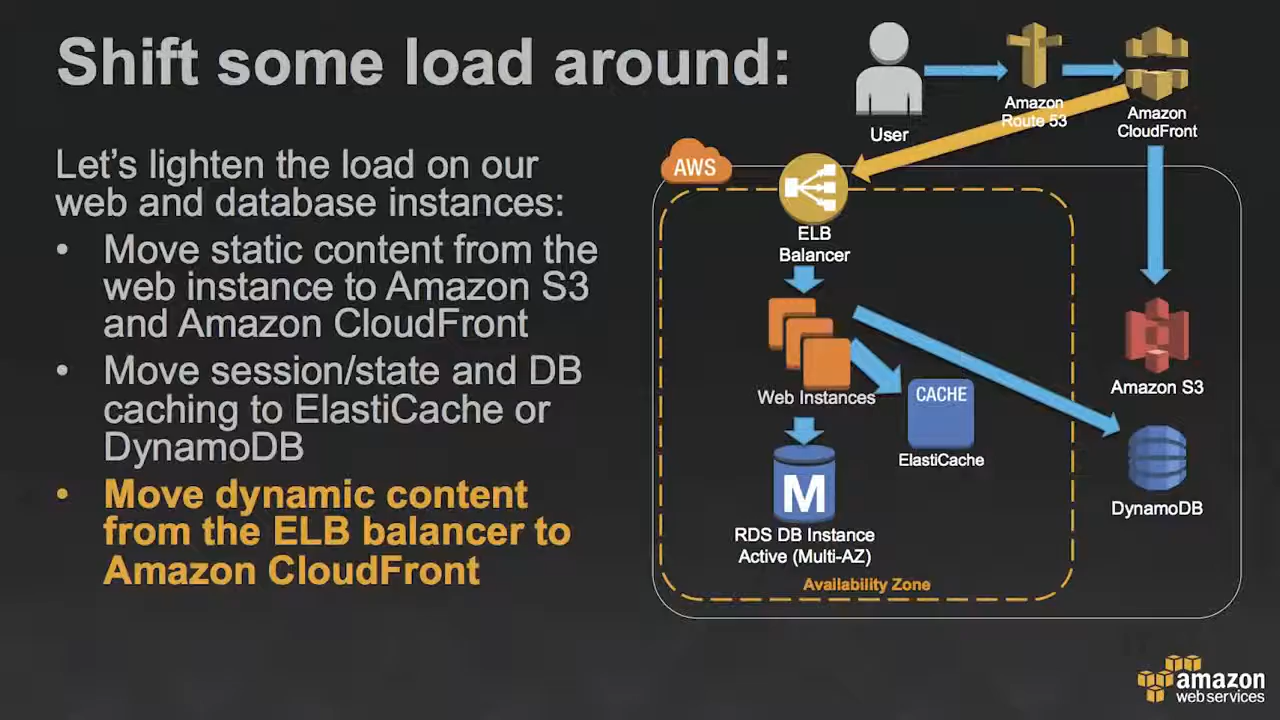 Shift some load around:
Let's lighten the load on our
web and database instances:
• Move static content from the
web instance to Amazon S3
and Amazon CloudFront
• Move session/state and DB
caching to ElastiCache or
DynamoDB
• Move dynamic content
from the ELB balancer to
Amazon CloudFront
User
Amazon
Route 53
Amazon
CloudFront
AWS
ELB
Balancer
Web Instances
CACHE
ElastiCache
Amazon S3
DynamoDB
M
RDS DB Instance
Active (Multi-AZ)
Availability Zone
amazon
webservices